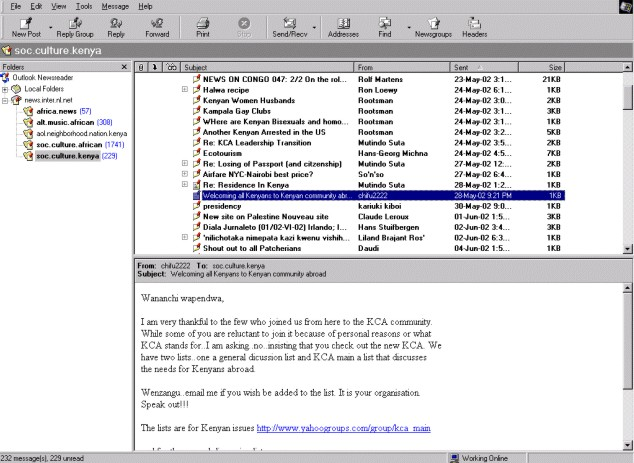 File Edit View Tools Message Help
New Post Reply Group Reply Forward Print Stop Send/Recv Addresses Find Newsgroups Headers
soc.culture.kenya
Folders
Outlook Newsreader
Local Folders
news.inter.nl.net
africa.news (57)
alt.music.african (308)
aol.neighborhood.nation.kenya
soc.culture.african (1741)
soc.culture.kenya (229)
Subject From Sent Size
NEWS ON CONGO 047: 2/2 On the rol... Rolf Martens 23-May-02 3:1... 21KB
Halwa recipe Ron Loewy 24-May-02 6:1... 1KB
Kenyan Women Husbands Rootsman 24-May-02 3:0... 2KB
Kampala Gay Clubs Rootsman 24-May-02 3:1... 3KB
WHere are Kenyan Bisexuals and homo... Rootsman 24-May-02 3:1... 1KB
Another Kenyan Arrested in the US Rootsman 24-May-02 3:2... 5KB
Re: KCA Leadership Transition Mutindo Suta 24-May-02 3:5... 2KB
Ecotourism Hans-Georg Michna 24-May-02 4:5... 7KB
Re: Losing of Passport (and citzenship) Mutindo Suta 27-May-02 12:... 2KB
Airfare NYC-Nairobi best price? So'n'so 27-May-02 6:4... 1KB
Re: Residence In Kenya Mutindo Suta 28-May-02 1:2... 1KB
Welcoming all Kenyans to Kenyan community abr... chifu2222 28-May-02 9:21 PM 1KB
presidency kariuki kiboi 30-May-02 9:0... 1KB
New site on Palestine Nouveau site Claude Leroux 01-Jun-02 1:5... 3KB
Diala Jurnaleto (01/02-VI-02) Irlando; I... Hans Stuifbergen 02-Jun-02 3:4... 3KB
'nilichotaka nimepata kazi kwenu vishih... Liland Brajant Ros' 02-Jun-02 6:3... 1KB
Shout out to all Patcherians Daudi 04-Jun-02 1:5... 1KB
From: chifu2222 To: soc.culture.kenya
Subject: Welcoming all Kenyans to Kenyan community abroad
Wananchi wapendwa,
I am very thankful to the few who joined us from here to the KCA community.
While some of you are reluctant to join it because of personal reasons or what
KCA stands for..I am asking..no..insisting that you check out the new KCA. We
have two lists..one a general dicussion list and KCA main a list that discusses
the needs for Kenyans abroad.
Wenzangu..email me if you wish be added to the list. It is your organisation.
Speak out!!!
The lists are for Kenyan issues http://www.yahoogroups.com/group/kca_main
232 message(s), 229 unread Working Online